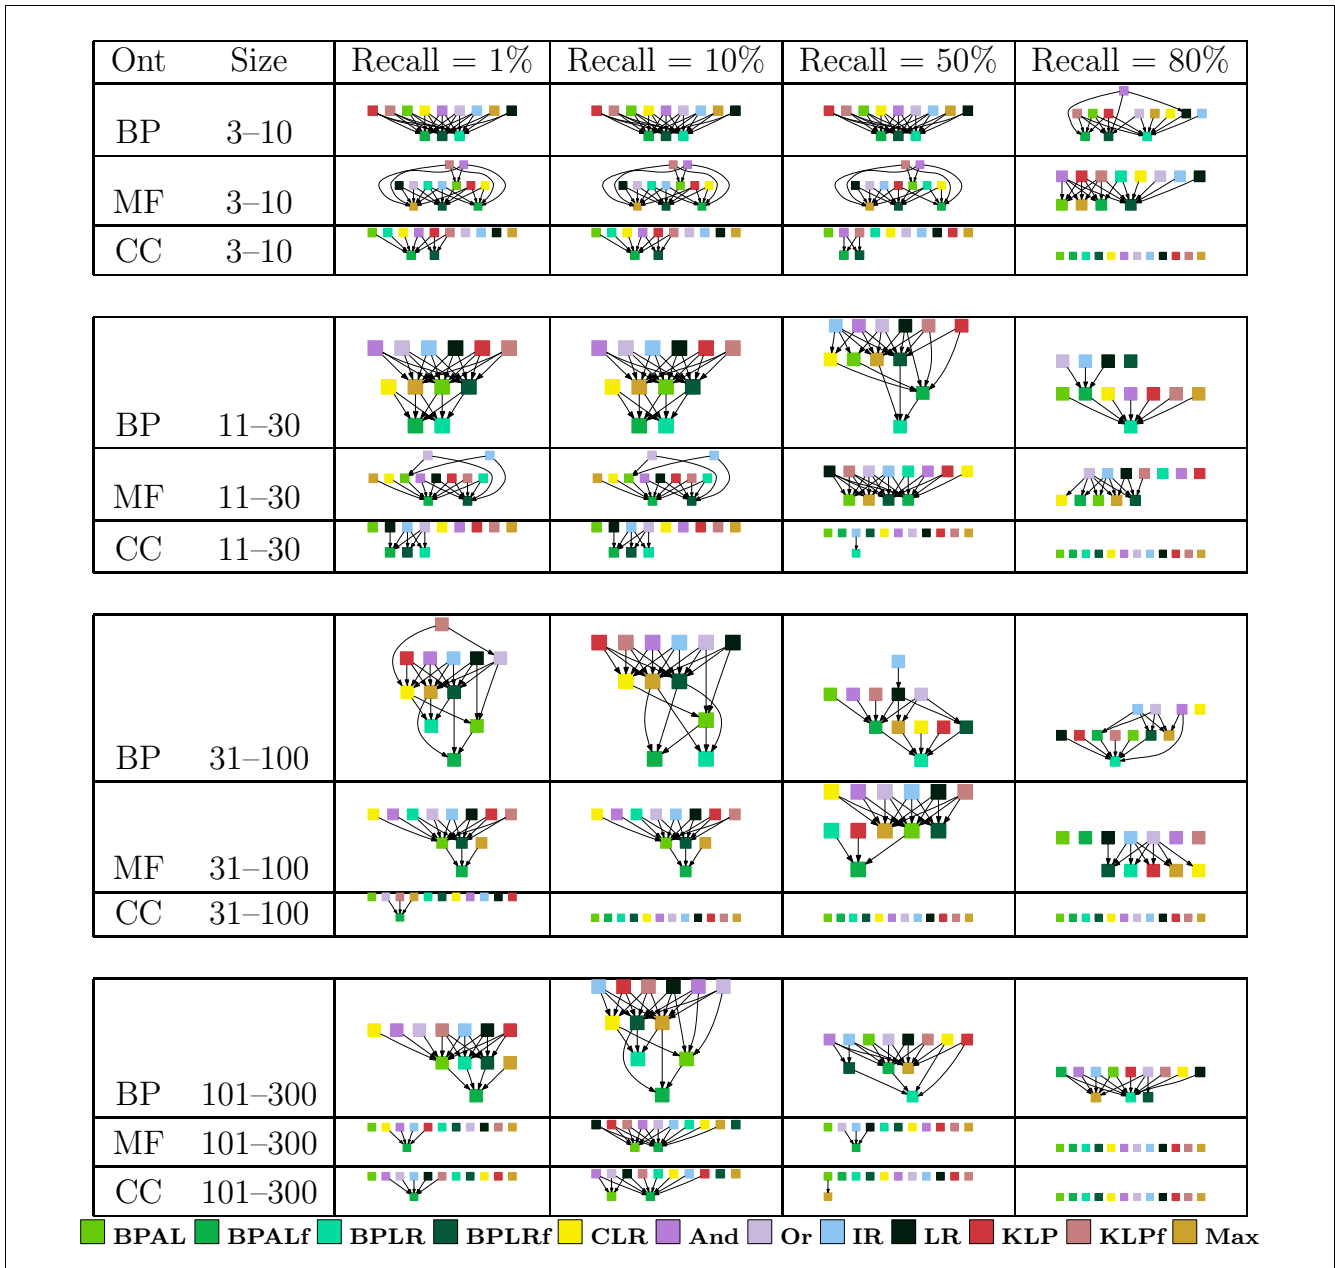 Ont Size Recall = 1% Recall = 10% Recall = 50% Recall = 80%
BP 3–10
MF 3–10
CC 3–10
BP 11–30
MF 11–30
CC 11–30
BP 31–100
MF 31–100
CC 31–100
BP 101–300
MF 101–300
CC 101–300
BPAL BPALf BPLR BPLRf CLR And Or IR LR KLP KLPf Max